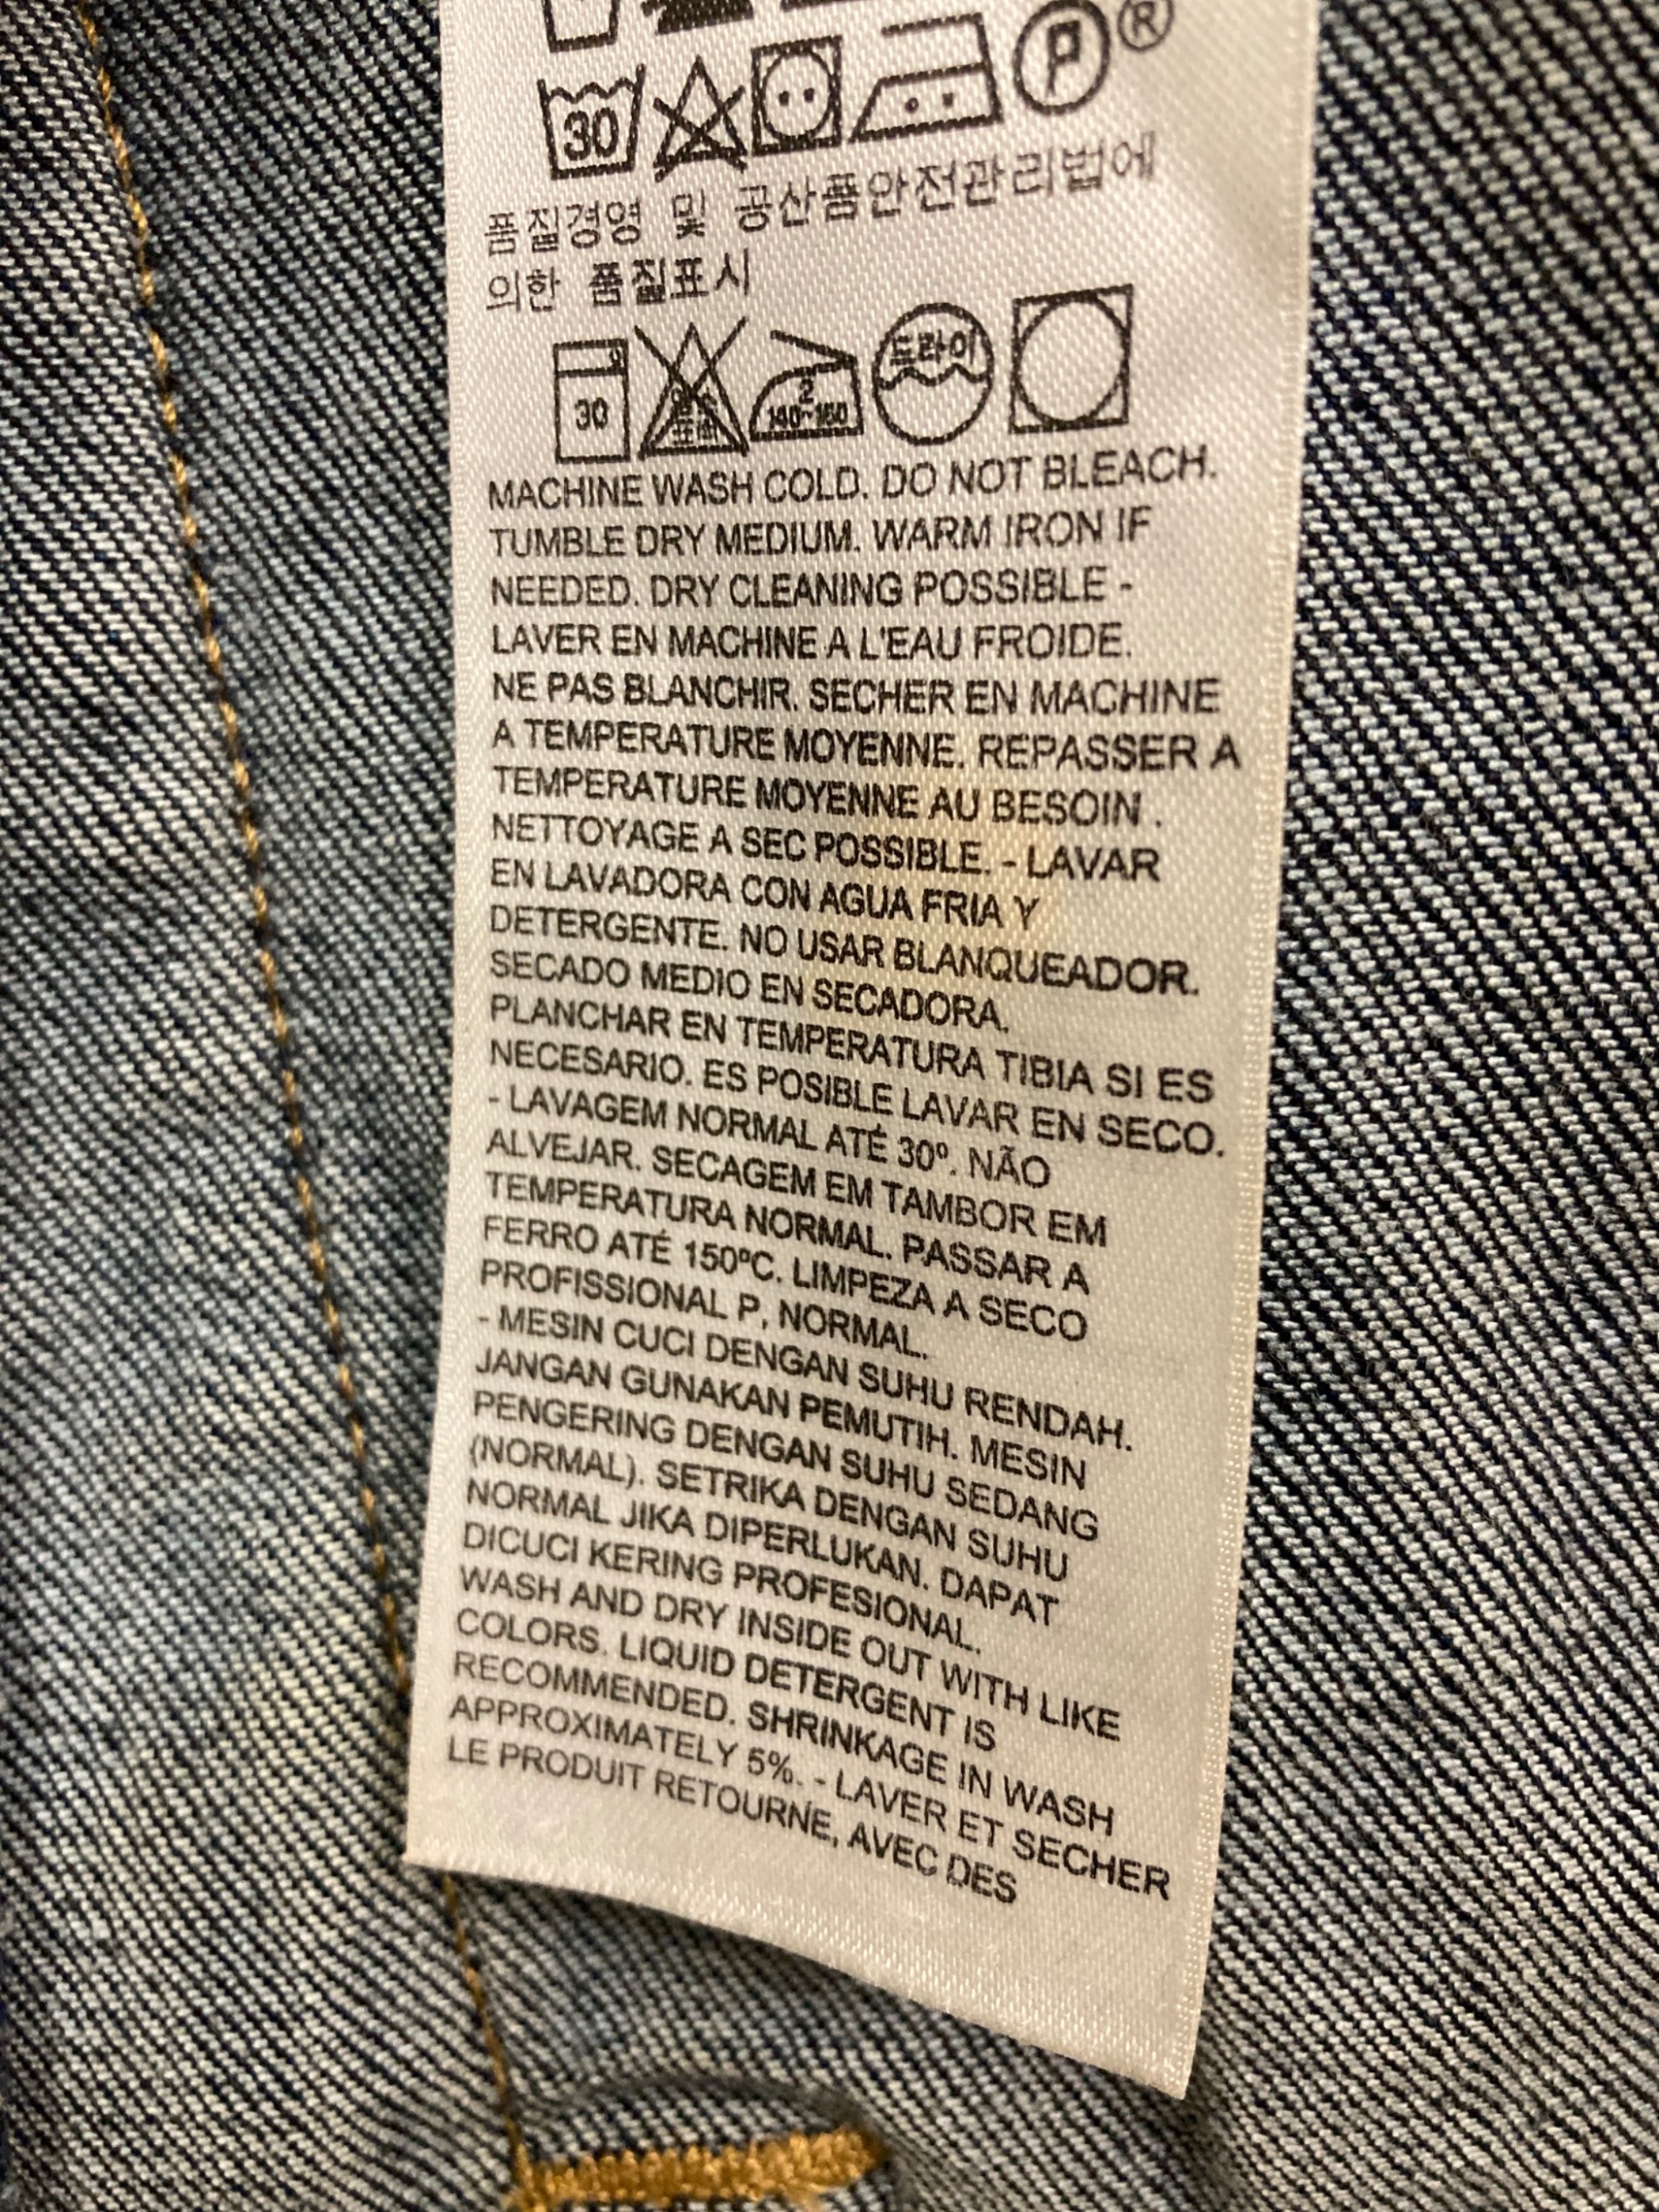 30
P ®
품질경영 및 공산품안전관리법에
의한 품질표시
30
2
140~160
드라이
MACHINE WASH COLD. DO NOT BLEACH.
TUMBLE DRY MEDIUM. WARM IRON IF
NEEDED. DRY CLEANING POSSIBLE -
LAVER EN MACHINE A L'EAU FROIDE.
NE PAS BLANCHIR. SECHER EN MACHINE
A TEMPERATURE MOYENNE. REPASSER A
TEMPERATURE MOYENNE AU BESOIN .
NETTOYAGE A SEC POSSIBLE. - LAVAR
EN LAVADORA CON AGUA FRIA Y
DETERGENTE. NO USAR BLANQUEADOR.
SECADO MEDIO EN SECADORA.
PLANCHAR EN TEMPERATURA TIBIA SI ES
NECESARIO. ES POSIBLE LAVAR EN SECO.
- LAVAGEM NORMAL ATÉ 30º. NÃO
ALVEJAR. SECAGEM EM TAMBOR EM
TEMPERATURA NORMAL. PASSAR A
FERRO ATÉ 150ºC. LIMPEZA A SECO
PROFISSIONAL P, NORMAL.
- MESIN CUCI DENGAN SUHU RENDAH.
JANGAN GUNAKAN PEMUTIH. MESIN
PENGERING DENGAN SUHU SEDANG
(NORMAL). SETRIKA DENGAN SUHU
NORMAL JIKA DIPERLUKAN. DAPAT
DICUCI KERING PROFESIONAL.
WASH AND DRY INSIDE OUT WITH LIKE
COLORS. LIQUID DETERGENT IS
RECOMMENDED. SHRINKAGE IN WASH
APPROXIMATELY 5%. - LAVER ET SECHER
LE PRODUIT RETOURNÉ, AVEC DES